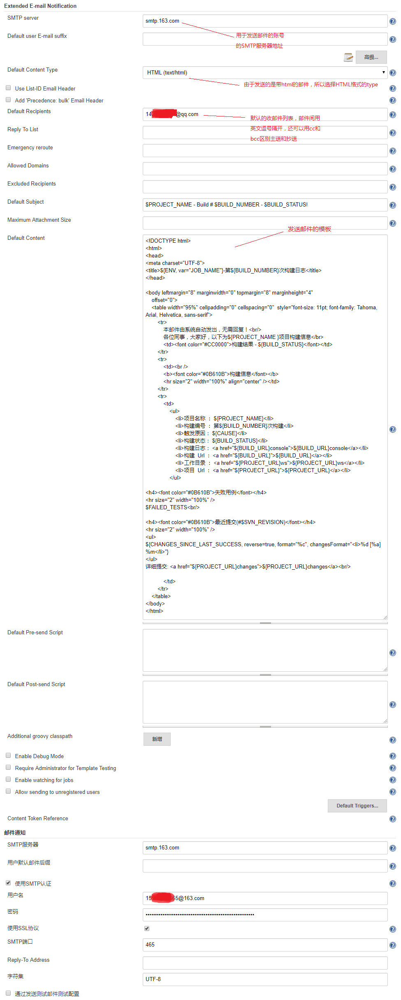 Extended E-mail Notification
SMTP server
smtp.163.com
用于发送邮件的账号
的SMTP服务器地址
Default user E-mail suffix
高级...
Default Content Type
HTML (text/html)
由于发送的是带html的邮件，所以选择HTML格式的type
Use List-ID Email Header
Add 'Precedence: bulk' Email Header
Default Recipients
14 @qq.com
默认的收邮件列表，邮件间用
英文逗号隔开，还可以用cc和
bcc区别主送和抄送
Reply To List
Emergency reroute
Allowed Domains
Excluded Recipients
Default Subject
$PROJECT_NAME - Build # $BUILD_NUMBER - $BUILD_STATUS!
Maximum Attachment Size
发送邮件的模板
Default Content
<!DOCTYPE html>
<html>
<head>
<meta charset="UTF-8">
<title>${ENV, var="JOB_NAME"}-第${BUILD_NUMBER}次构建日志</title>
</head>
<body leftmargin="8" marginwidth="0" topmargin="8" marginheight="4"
offset="0">
<table width="95%" cellpadding="0" cellspacing="0"  style="font-size: 11pt; font-family: Tahoma,
Arial, Helvetica, sans-serif">
<tr>
本邮件由系统自动发出，无需回复！<br/>
各位同事，大家好，以下为${PROJECT_NAME }项目构建信息</br>
<td><font color="#CC0000">构建结果 - ${BUILD_STATUS}</font></td>
</tr>
<tr>
<td><br />
<b><font color="#0B610B">构建信息</font></b>
<hr size="2" width="100%" align="center" /></td>
</tr>
<tr>
<td>
<ul>
<li>项目名称 ： ${PROJECT_NAME}</li>
<li>构建编号 ： 第${BUILD_NUMBER}次构建</li>
<li>触发原因： ${CAUSE}</li>
<li>构建状态： ${BUILD_STATUS}</li>
<li>构建日志： <a href="${BUILD_URL}console">${BUILD_URL}console</a></li>
<li>构建  Url ： <a href="${BUILD_URL}">${BUILD_URL}</a></li>
<li>工作目录 ： <a href="${PROJECT_URL}ws">${PROJECT_URL}ws</a></li>
<li>项目  Url ： <a href="${PROJECT_URL}">${PROJECT_URL}</a></li>
</ul>
<h4><font color="#0B610B">失败用例</font></h4>
<hr size="2" width="100%" />
$FAILED_TESTS<br/>
<h4><font color="#0B610B">最近提交(#$SVN_REVISION)</font></h4>
<hr size="2" width="100%" />
<ul>
${CHANGES_SINCE_LAST_SUCCESS, reverse=true, format="%c", changesFormat="<li>%d [%a]
%m</li>"}
</ul>
详细提交: <a href="${PROJECT_URL}changes">${PROJECT_URL}changes</a><br/>
</td>
</tr>
</table>
</body>
</html>
Default Pre-send Script
Default Post-send Script
Additional groovy classpath
新增
Enable Debug Mode
Require Administrator for Template Testing
Enable watching for jobs
Allow sending to unregistered users
Default Triggers...
Content Token Reference
邮件通知
SMTP服务器
smtp.163.com
用户默认邮件后缀
使用SMTP认证
用户名
15 65@163.com
密码
使用SSL协议
SMTP端口
465
Reply-To Address
字符集
UTF-8
通过发送测试邮件测试配置